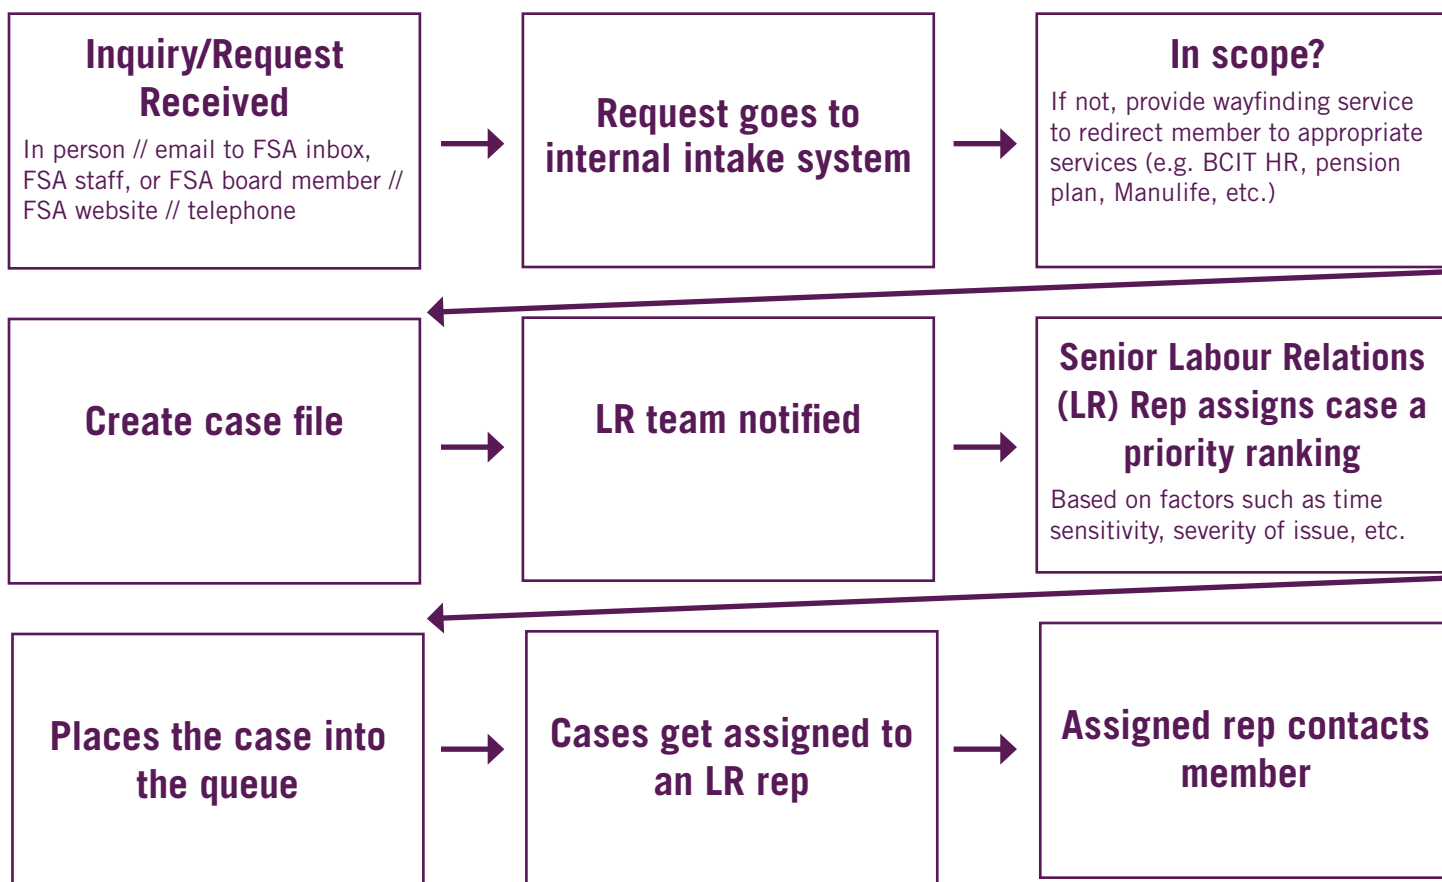 Inquiry/Request
Received
In person // email to FSA inbox,
FSA staff, or FSA board member //
FSA website // telephone
Request goes to
internal intake system
In scope?
If not, provide wayfinding service
to redirect member to appropriate
services (e.g. BCIT HR, pension
plan, Manulife, etc.)
Create case file
LR team notified
Senior Labour Relations
(LR) Rep assigns case a
priority ranking
Based on factors such as time
sensitivity, severity of issue, etc.
Places the case into
the queue
Cases get assigned to
an LR rep
Assigned rep contacts
member